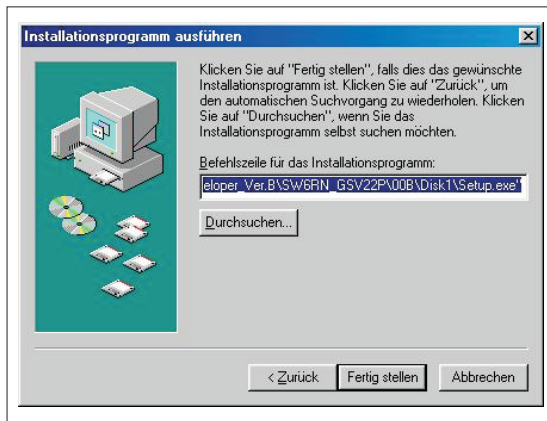 Installationsprogramm ausführen
Klicken Sie auf "Fertig stellen", falls dies das gewünschte
Installationsprogramm ist. Klicken Sie auf "Zurück", um
den automatischen Suchvorgang zu wiederholen. Klicken
Sie auf "Durchsuchen", wenn Sie das
Installationsprogramm selbst suchen möchten.
Befehlszeile für das Installationsprogramm:
eloper_Ver.B\SW6RN_GSV22P\00B\Disk1\Setup.exe"
Durchsuchen...
< Zurück
Fertig stellen
Abbrechen